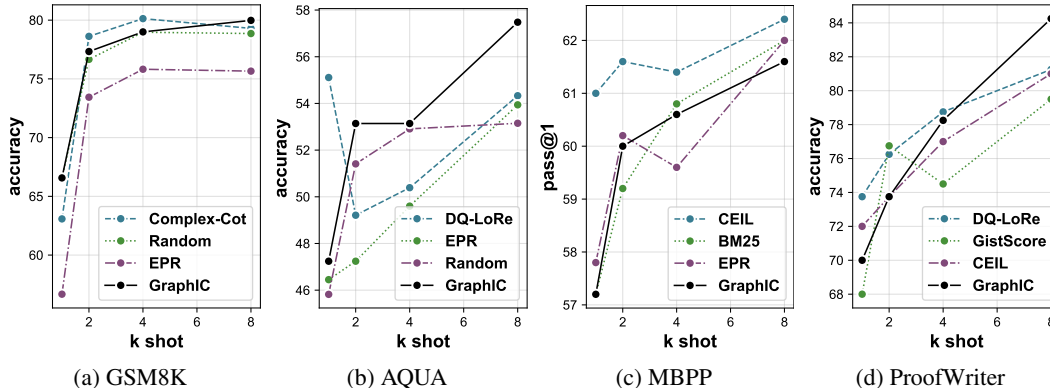 accuracy
80
75
70
65
60
Complex-Cot
Random
EPR
GraphIC
2
4
6
8
k shot
(a) GSM8K
accuracy
58
56
54
52
50
48
46
DQ-LoRe
EPR
Random
GraphIC
2
4
6
8
k shot
(b) AQUA
pass@1
62
61
60
59
58
57
CEIL
BM25
EPR
GraphIC
2
4
6
8
k shot
(c) MBPP
accuracy
84
82
80
78
76
74
72
70
68
DQ-LoRe
GistScore
CEIL
GraphIC
2
4
6
8
k shot
(d) ProofWriter